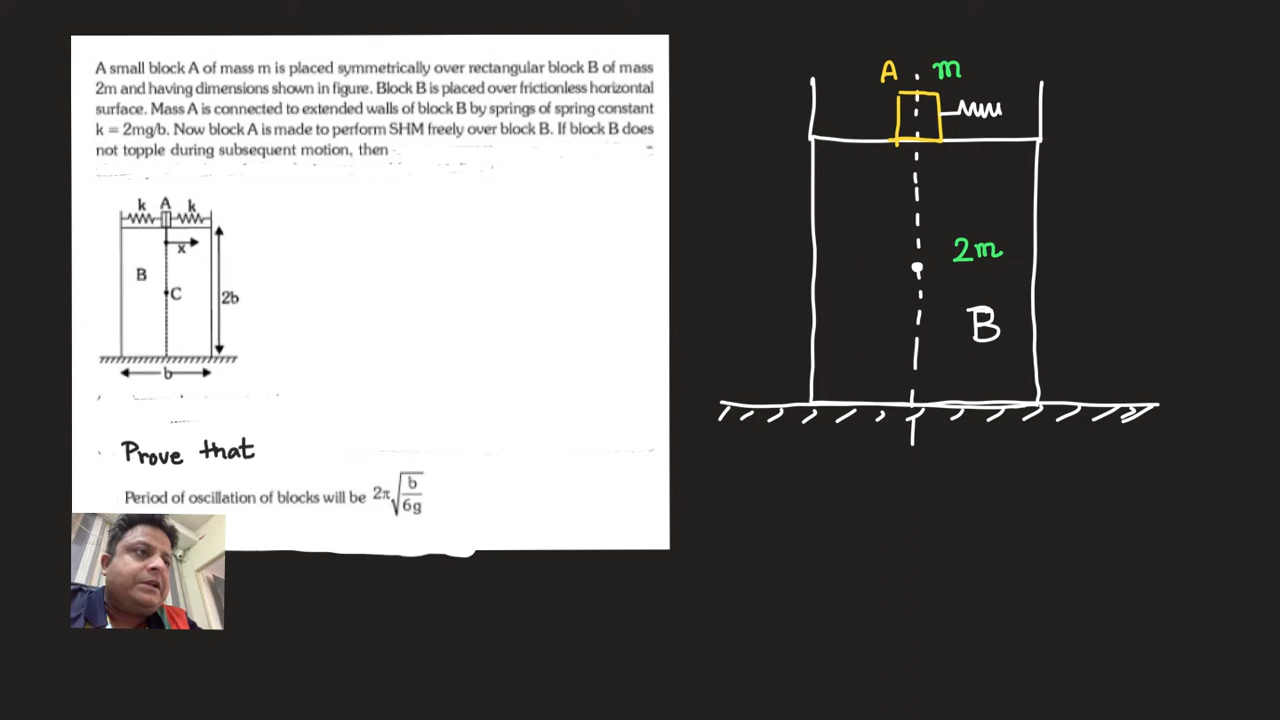 A small block A of mass m is placed symmetrically over rectangular block B of mass
2m and having dimensions shown in figure. Block B is placed over frictionless horizontal
surface. Mass A is connected to extended walls of block B by springs of spring constant
k = 2mg/b. Now block A is made to perform SHM freely over block B. If block B does
not topple during subsequent motion, then
k A k
x
B
C
2b
b
Prove that
Period of oscillation of blocks will be 2π√(b/6g)
A m
2m
B